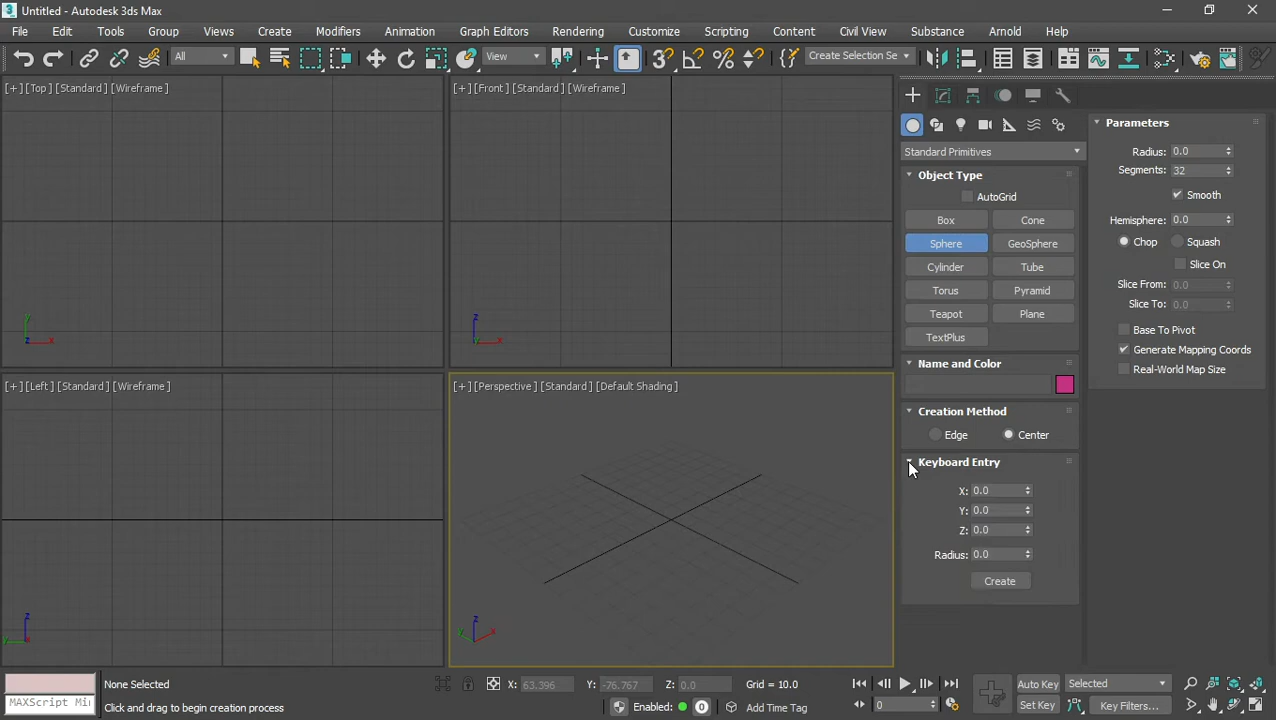 3 Untitled - Autodesk 3ds Max
File Edit Tools Group Views Create Modifiers Animation Graph Editors Rendering Customize Scripting Content Civil View Substance Arnold Help
All View 3 Create Selection Se
[+] [Top] [Standard] [Wireframe]
[+] [Front] [Standard] [Wireframe]
y
z x
z
y x
[+] [Left] [Standard] [Wireframe]
[+] [Perspective] [Standard] [Default Shading]
z
y x
z
y x
Standard Primitives
Object Type
AutoGrid
Box Cone
Sphere GeoSphere
Cylinder Tube
Torus Pyramid
Teapot Plane
TextPlus
Name and Color
Creation Method
Edge Center
Keyboard Entry
X: 0.0
Y: 0.0
Z: 0.0
Radius: 0.0
Create
Parameters
Radius: 0.0
Segments: 32
Smooth
Hemisphere: 0.0
Chop Squash
Slice On
Slice From: 0.0
Slice To: 0.0
Base To Pivot
Generate Mapping Coords
Real-World Map Size
None Selected X: 63.396 Y: -76.767 Z: 0.0 Grid = 10.0 Auto Key Selected
MAXScript Mi Click and drag to begin creation process Enabled: 0 Add Time Tag 0 Set Key Key Filters...